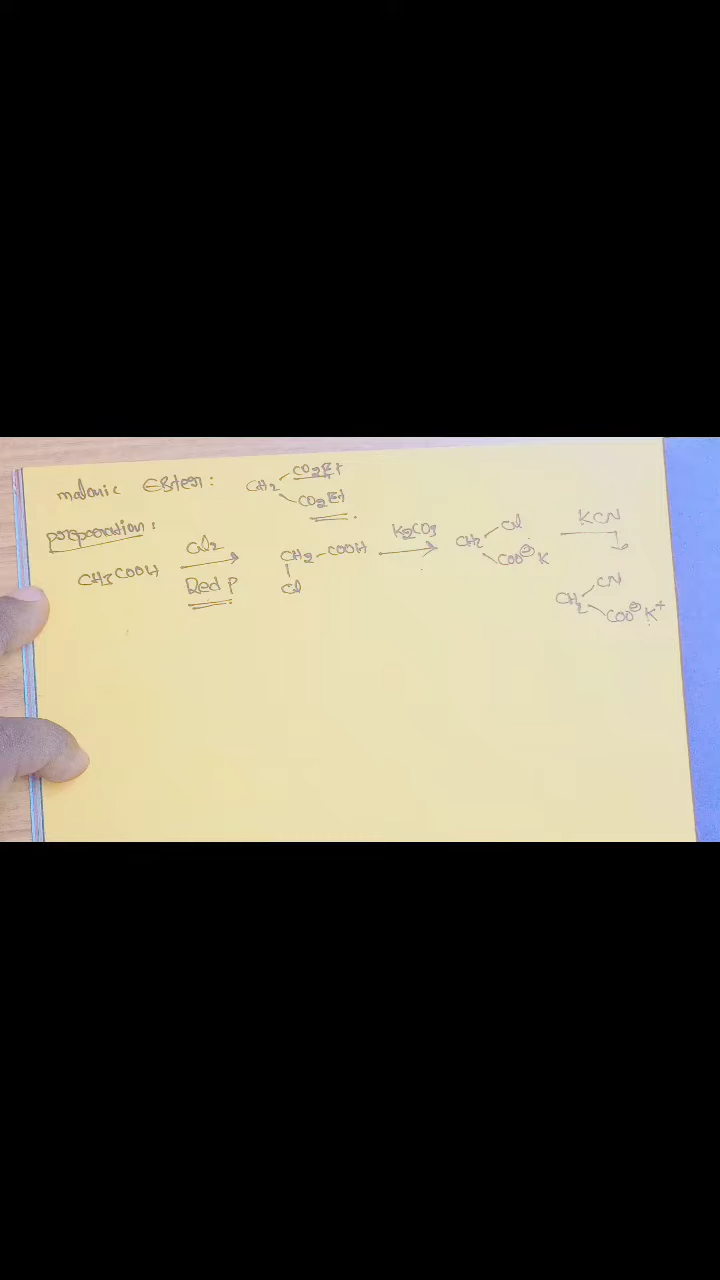 malonic Ester: CH2 CO2Et CO2Et
preperation:
CH3COOH Cl2 Red P CH2-COOH Cl K2CO3 CH2 Cl COO⊖K KCN
CH2 CN COO⊖K+